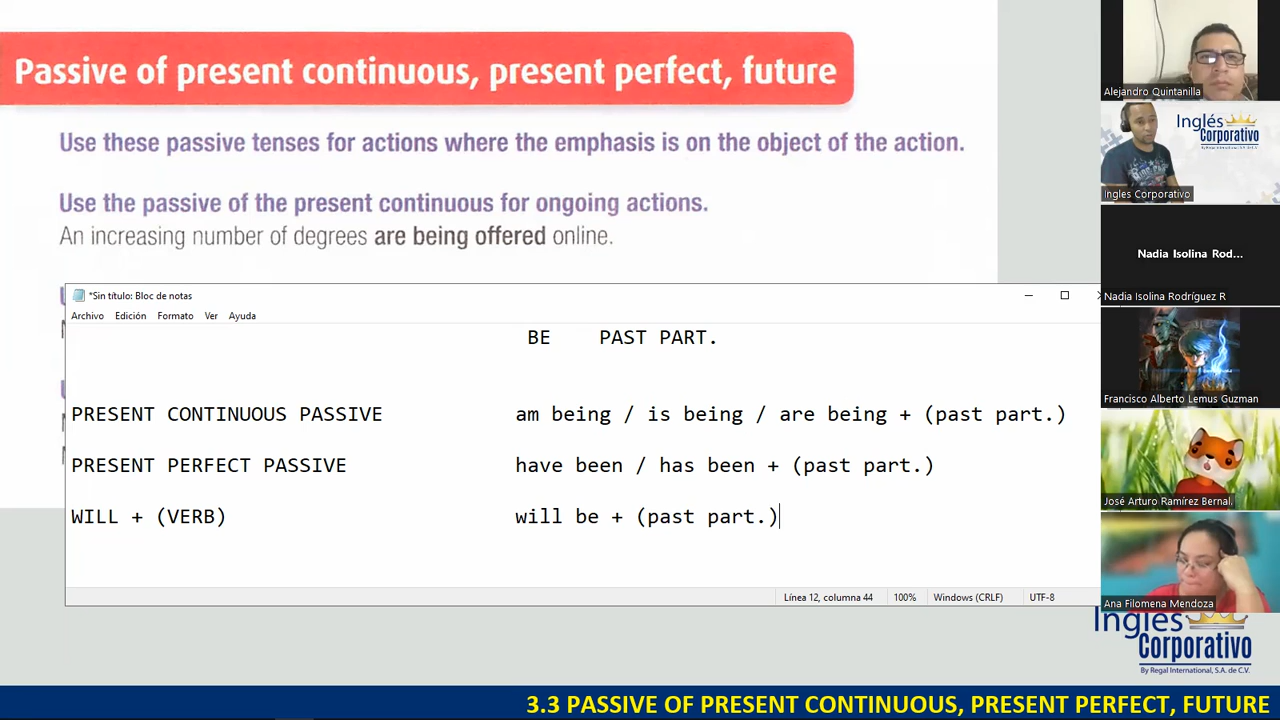 Passive of present continuous, present perfect, future
Use these passive tenses for actions where the emphasis is on the object of the action.
Use the passive of the present continuous for ongoing actions.
An increasing number of degrees are being offered online.
*Sin título: Bloc de notas
Archivo Edición Formato Ver Ayuda
BE PAST PART.
PRESENT CONTINUOUS PASSIVE am being / is being / are being + (past part.)
PRESENT PERFECT PASSIVE have been / has been + (past part.)
WILL + (VERB) will be + (past part.)
Línea 12, columna 44 100% Windows (CRLF) UTF-8
Alejandro Quintanilla
Inglés
Corporativo
Ingles Corporativo
Nadia Isolina Rod...
Nadia Isolina Rodríguez R
Francisco Alberto Lemus Guzman
José Arturo Ramírez Bernal.
Ana Filomena Mendoza
Inglés
Corporativo
By Regal International, S.A. de C.V.
3.3 PASSIVE OF PRESENT CONTINUOUS, PRESENT PERFECT, FUTURE